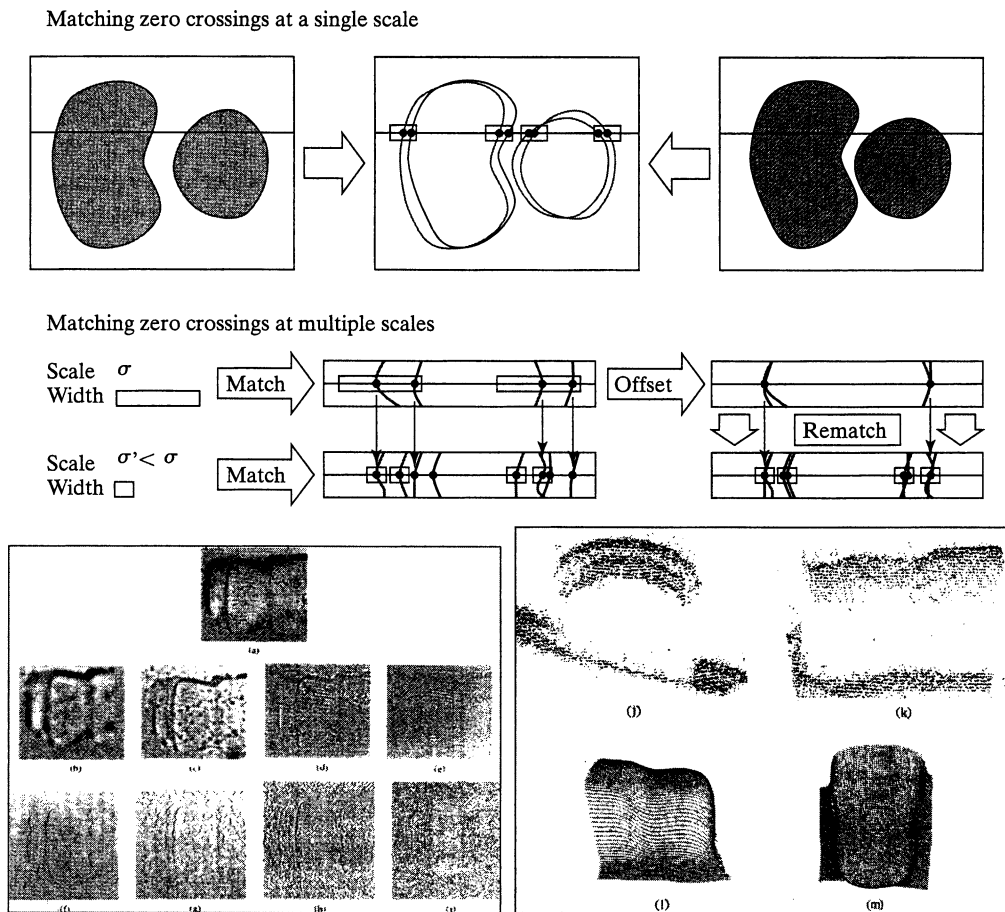 Matching zero crossings at a single scale
Matching zero crossings at multiple scales
Scale σ
Width
Match
Offset
Rematch
Scale σ'< σ
Width
Match
(a)
(b) (c) (d) (e)
(f) (g) (h) (i)
(j) (k)
(l) (m)